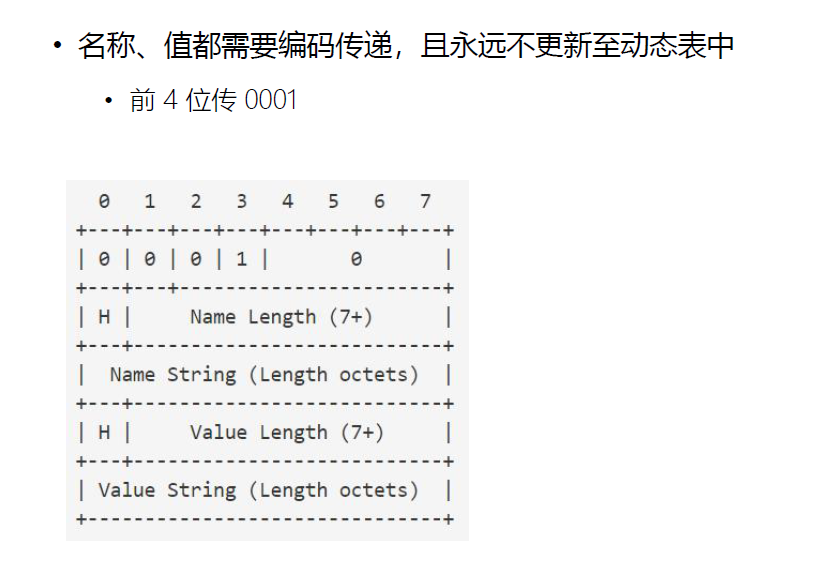 • 名称、值都需要编码传递，且永远不更新至动态表中
• 前 4 位传 0001
0 1 2 3 4 5 6 7
+---+---+---+---+---+---+---+---+
| 0 | 0 | 0 | 1 | 0 |
+---+---+-----------------------+
| H | Name Length (7+) |
+---+---------------------------+
| Name String (Length octets) |
+---+---------------------------+
| H | Value Length (7+) |
+---+---------------------------+
| Value String (Length octets) |
+-------------------------------+